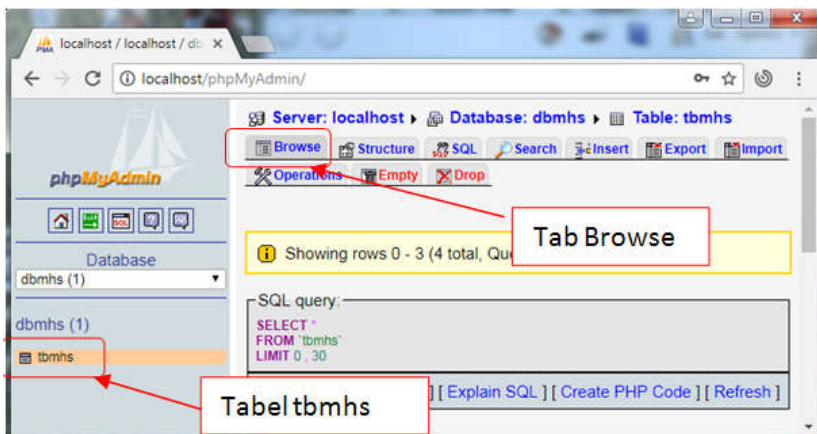 localhost / localhost / db
localhost/phpMyAdmin/
phpMyAdmin
Database
dbmhs (1)
dbmhs (1)
tbmhs
Server: localhost Database: dbmhs Table: tbmhs
Browse Structure SQL Search Insert Export Import
Operations Empty Drop
Tab Browse
Showing rows 0 - 3 (4 total,
SQL query:
SELECT *
FROM `tbmhs`
LIMIT 0 , 30
] [ Explain SQL ] [ Create PHP Code ] [ Refresh ]
Tabel tbmhs